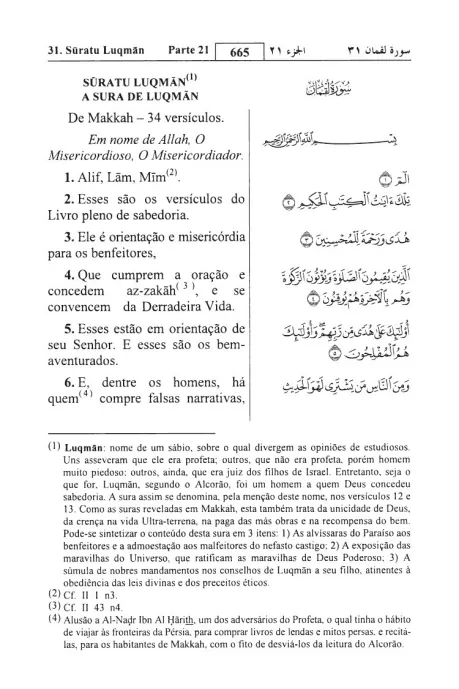 31. Sūratu Luqmān Parte 21 665 الجزء ٢١ سورة لقمان ٣١
SŪRATU LUQMĀN(1)
A SURA DE LUQMĀN
De Makkah – 34 versículos.
Em nome de Allah, O
Misericordioso, O Misericordiador.
1. Alif, Lām, Mīm(2).
2. Esses são os versículos do
Livro pleno de sabedoria.
3. Ele é orientação e misericórdia
para os benfeitores,
4. Que cumprem a oração e
concedem az-zakāh(3), e se
convencem da Derradeira Vida.
5. Esses estão em orientação de
seu Senhor. E esses são os bem-
aventurados.
6. E, dentre os homens, há
quem(4) compre falsas narrativas,
سُورَةُ لُقْمَانَ
بِسْمِ اللَّهِ الرَّحْمَٰنِ الرَّحِيمِ
الٓمٓ ١
تِلْكَ ءَايَٰتُ ٱلْكِتَٰبِ ٱلْحَكِيمِ ٢
هُدًى وَرَحْمَةً لِّلْمُحْسِنِينَ ٣
ٱلَّذِينَ يُقِيمُونَ ٱلصَّلَوٰةَ وَيُؤْتُونَ ٱلزَّكَوٰةَ
وَهُم بِٱلْءَاخِرَةِ هُمْ يُوقِنُونَ ٤
أُو۟لَٰٓئِكَ عَلَىٰ هُدًى مِّن رَّبِّهِمْ وَأُو۟لَٰٓئِكَ
هُمُ ٱلْمُفْلِحُونَ ٥
وَمِنَ ٱلنَّاسِ مَن يَشْتَرِى لَهْوَ ٱلْحَدِيثِ
(1) Luqmān: nome de um sábio, sobre o qual divergem as opiniões de estudiosos.
Uns asseveram que ele era profeta; outros, que não era profeta, porém homem
muito piedoso; outros, ainda, que era juiz dos filhos de Israel. Entretanto, seja o
que for, Luqmān, segundo o Alcorão, foi um homem a quem Deus concedeu
sabedoria. A sura assim se denomina, pela menção deste nome, nos versículos 12 e
13. Como as suras reveladas em Makkah, esta também trata da unicidade de Deus,
da crença na vida Ultra-terrena, na paga das más obras e na recompensa do bem.
Pode-se sintetizar o conteúdo desta sura em 3 itens: 1) As alvíssaras do Paraíso aos
benfeitores e a admoestação aos malfeitores do nefasto castigo; 2) A exposição das
maravilhas do Universo, que ratificam as maravilhas de Deus Poderoso; 3) A
súmula de nobres mandamentos nos conselhos de Luqmān a seu filho, atinentes à
obediência das leis divinas e dos preceitos éticos.
(2) Cf. II 1 n3.
(3) Cf. II 43 n4.
(4) Alusão a Al-Naḍr Ibn Al Ḥārith, um dos adversários do Profeta, o qual tinha o hábito
de viajar às fronteiras da Pérsia, para comprar livros de lendas e mitos persas, e recitá-
las, para os habitantes de Makkah, com o fito de desviá-los da leitura do Alcorão.